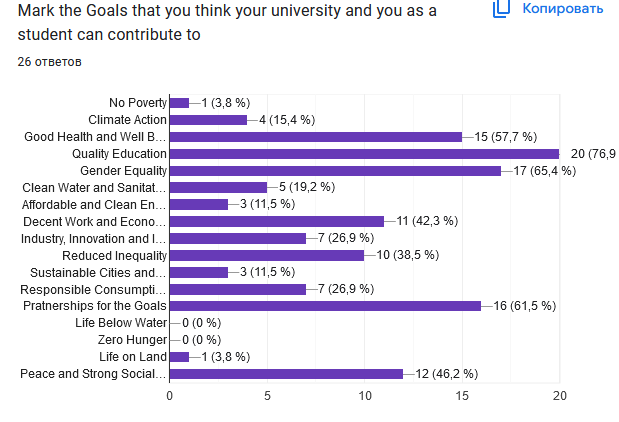 Mark the Goals that you think your university and you as a
student can contribute to
Копировать
26 ответов
No Poverty 1 (3,8 %)
Climate Action 4 (15,4 %)
Good Health and Well B... 15 (57,7 %)
Quality Education 20 (76,9
Gender Equality 17 (65,4 %)
Clean Water and Sanitat... 5 (19,2 %)
Affordable and Clean En... 3 (11,5 %)
Decent Work and Econo... 11 (42,3 %)
Industry, Innovation and I... 7 (26,9 %)
Reduced Inequality 10 (38,5 %)
Sustainable Cities and... 3 (11,5 %)
Responsible Consumpti... 7 (26,9 %)
Pratnerships for the Goals 16 (61,5 %)
Life Below Water 0 (0 %)
Zero Hunger 0 (0 %)
Life on Land 1 (3,8 %)
Peace and Strong Social... 12 (46,2 %)
0 5 10 15 20